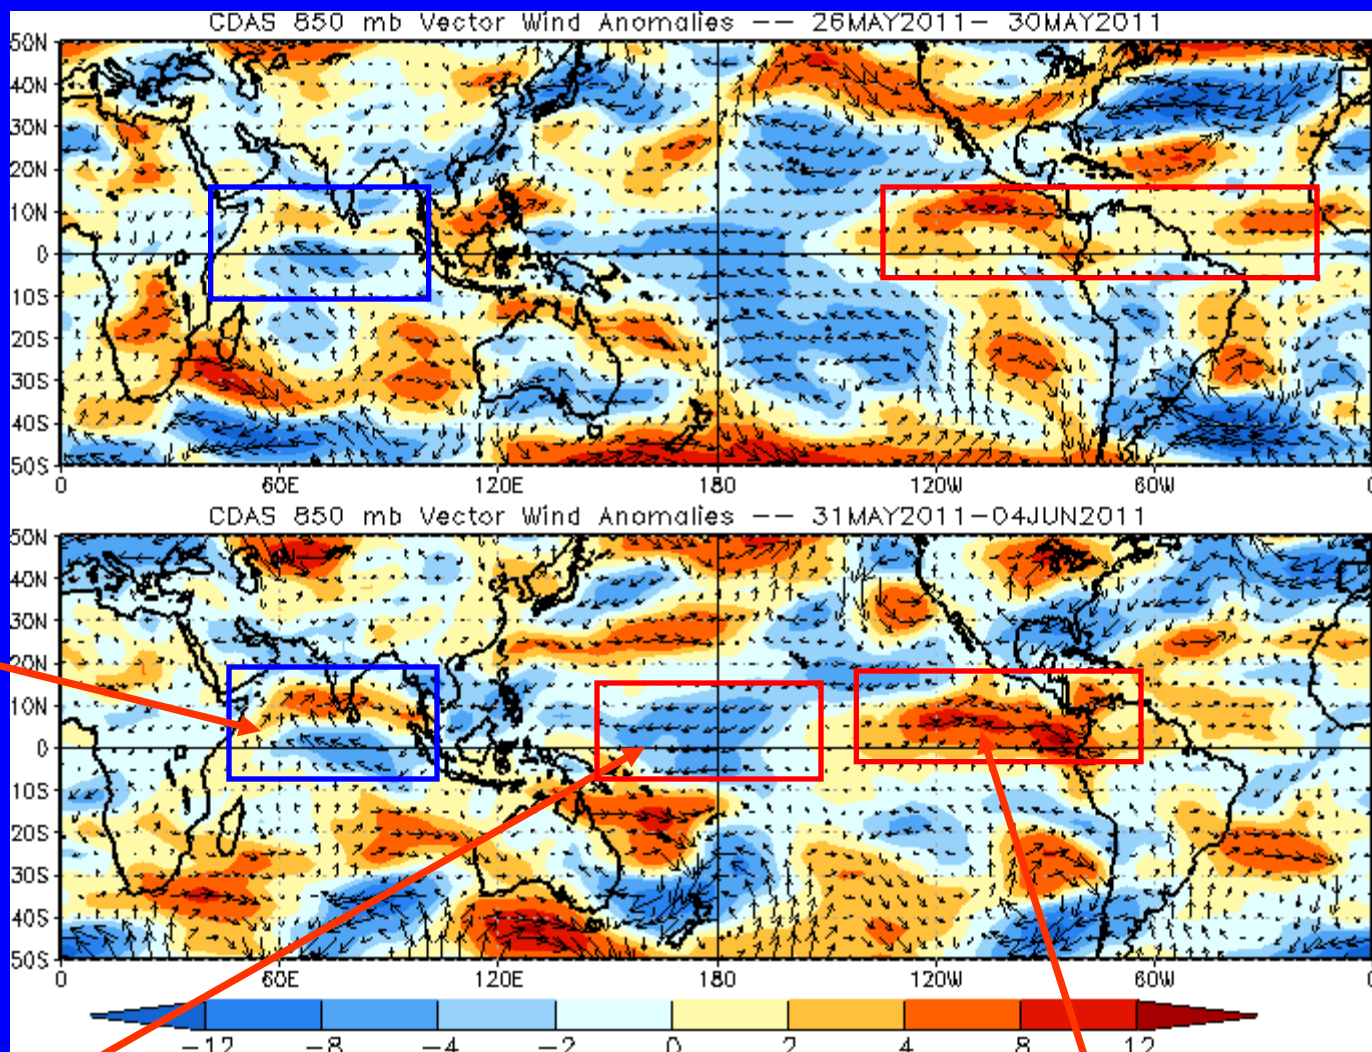 CDAS 850 mb Vector Wind Anomalies -- 26MAY2011- 30MAY2011
50N
40N
30N
20N
10N
0
10S
20S
30S
40S
50S
0 60E 120E 180 120W 60W 0
CDAS 850 mb Vector Wind Anomalies -- 31MAY2011-04JUN2011
50N
40N
30N
20N
10N
0
10S
20S
30S
40S
50S
0 60E 120E 180 120W 60W 0
-12 -8 -4 -2 0 2 4 8 12